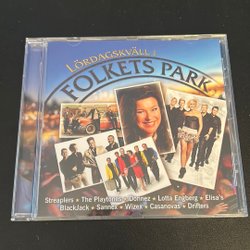 LÖRDAGSKVÄLL I
FOLKETS PARK
Streaplers • The Playtones • Donnez • Lotta Engberg • Elisa's
BlackJack • Sannex • Wizex • Casanovas • Drifters